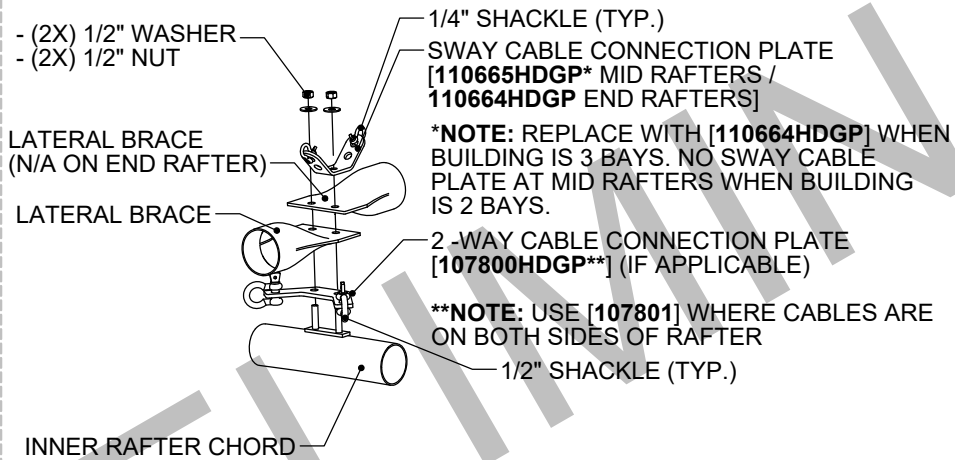 - (2X) 1/2" WASHER
- (2X) 1/2" NUT
1/4" SHACKLE (TYP.)
SWAY CABLE CONNECTION PLATE
[110665HDGP* MID RAFTERS /
110664HDGP END RAFTERS]
*NOTE: REPLACE WITH [110664HDGP] WHEN
BUILDING IS 3 BAYS. NO SWAY CABLE
PLATE AT MID RAFTERS WHEN BUILDING
IS 2 BAYS.
LATERAL BRACE
(N/A ON END RAFTER)
LATERAL BRACE
2 -WAY CABLE CONNECTION PLATE
[107800HDGP**] (IF APPLICABLE)
**NOTE: USE [107801] WHERE CABLES ARE
ON BOTH SIDES OF RAFTER
1/2" SHACKLE (TYP.)
INNER RAFTER CHORD